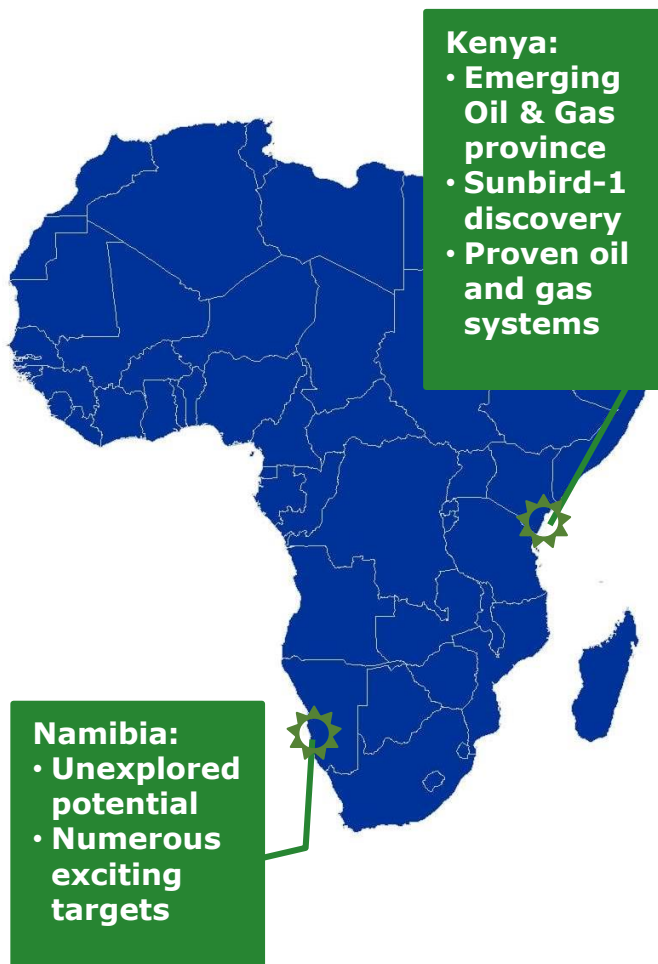 Kenya:
• Emerging
Oil & Gas
province
• Sunbird-1
discovery
• Proven oil
and gas
systems
Namibia:
• Unexplored
potential
• Numerous
exciting
targets